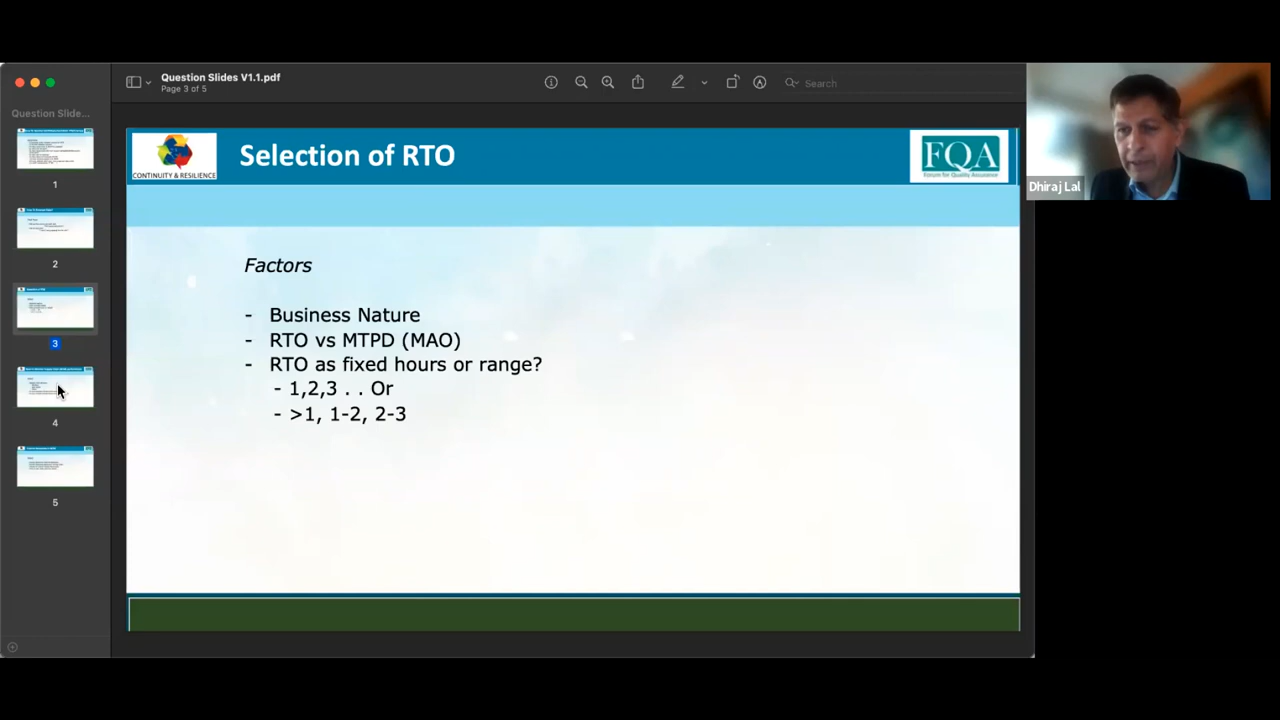 Question Slides V1.1.pdf
Page 3 of 5
Search
Question Slide...
1
2
3
4
5
CONTINUITY & RESILIENCE
Selection of RTO
FQA
Forum for Quality Assurance
Factors
- Business Nature
- RTO vs MTPD (MAO)
- RTO as fixed hours or range?
- 1,2,3 . . Or
- >1, 1-2, 2-3
Dhiraj Lal